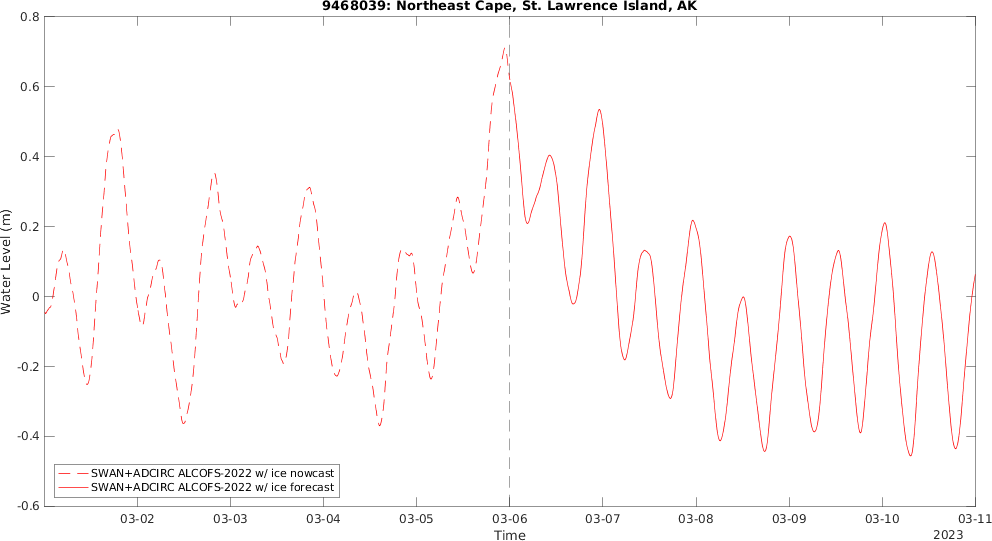 9468039: Northeast Cape, St. Lawrence Island, AK
0.8
0.6
0.4
0.2
0
-0.2
-0.4
-0.6
Water Level (m)
SWAN+ADCIRC ALCOFS-2022 w/ ice nowcast
SWAN+ADCIRC ALCOFS-2022 w/ ice forecast
03-02 03-03 03-04 03-05 03-06 03-07 03-08 03-09 03-10 03-11
Time
2023